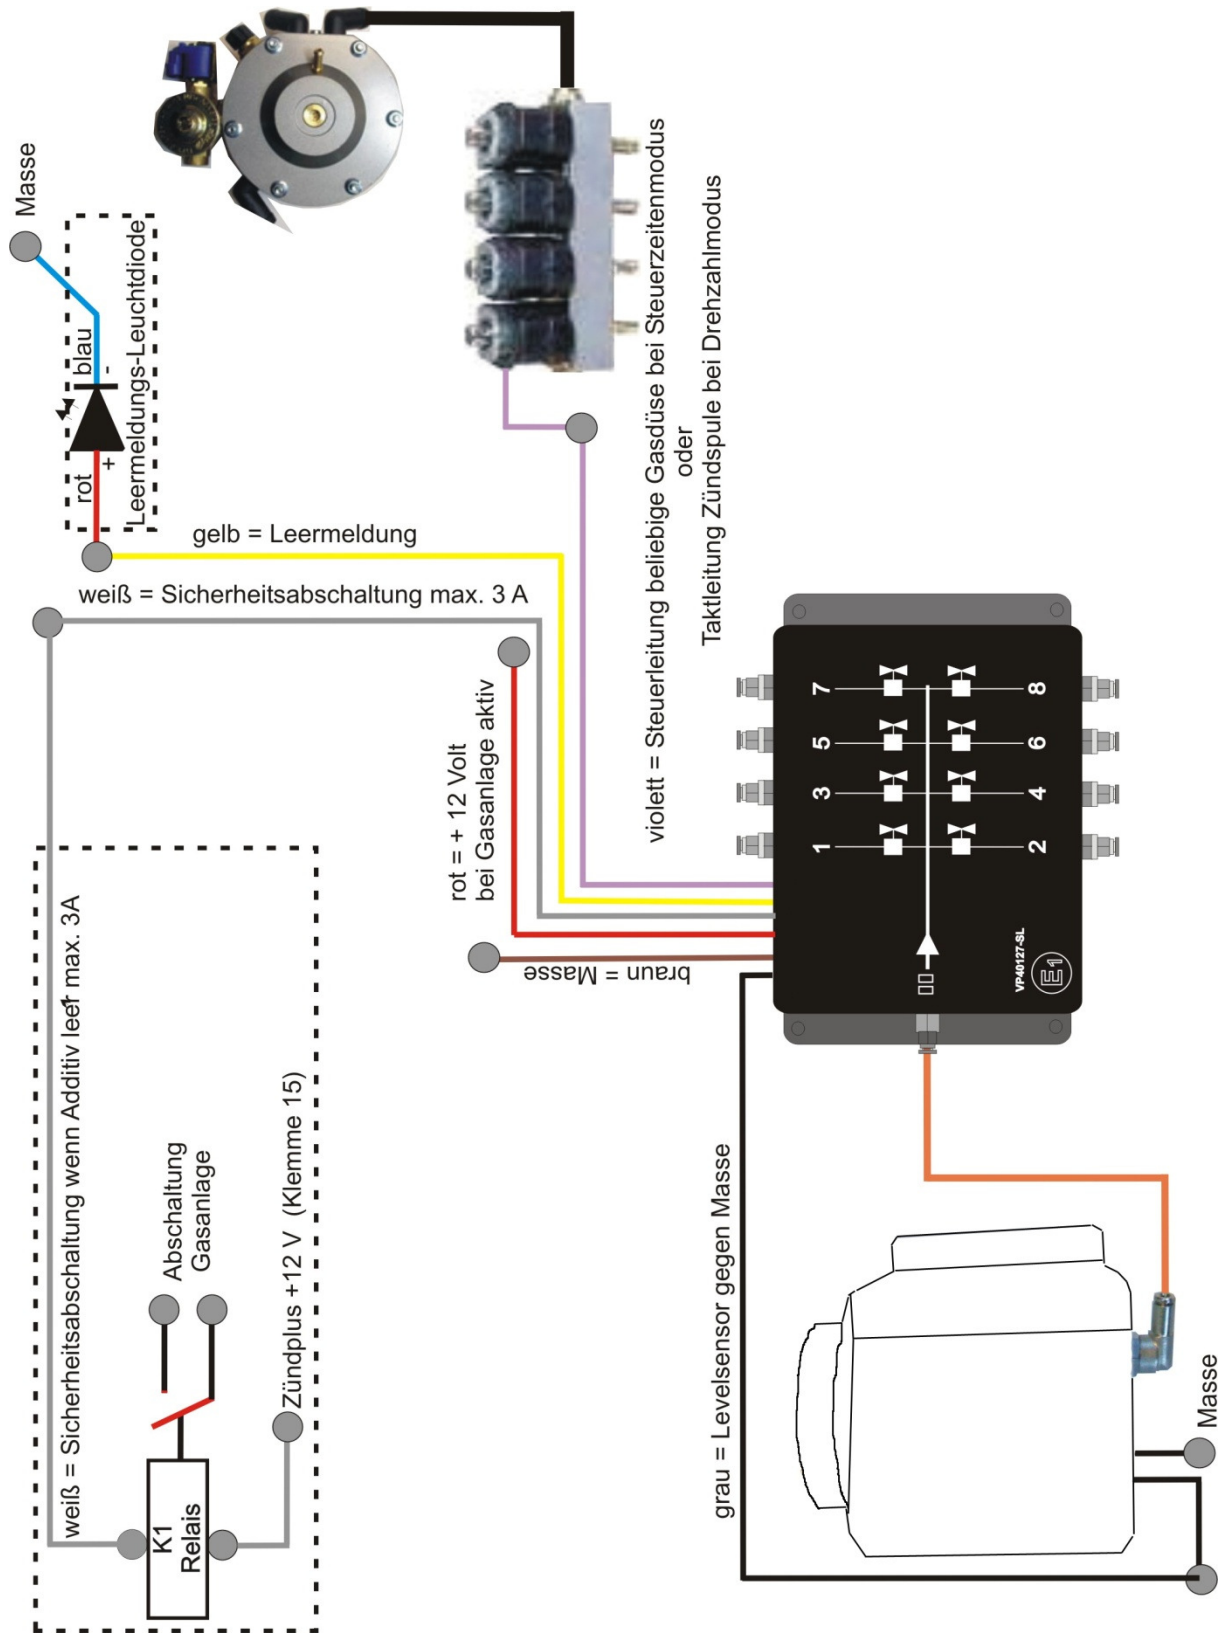 Masse
blau
-
rot
+
Leermeldungs-Leuchtdiode
gelb = Leermeldung
weiß = Sicherheitsabschaltung max. 3 A
rot = + 12 Volt
bei Gasanlage aktiv
braun = Masse
violett = Steuerleitung beliebige Gasdüse bei Steuerzeitenmodus
oder
Taktleitung Zündspule bei Drehzahlmodus
weiß = Sicherheitsabschaltung wenn Additiv leer max. 3A
Abschaltung
Gasanlage
Zündplus +12 V (Klemme 15)
K1
Relais
1 3 5 7
2 4 6 8
VP40127-SL
E1
grau = Levelsensor gegen Masse
Masse